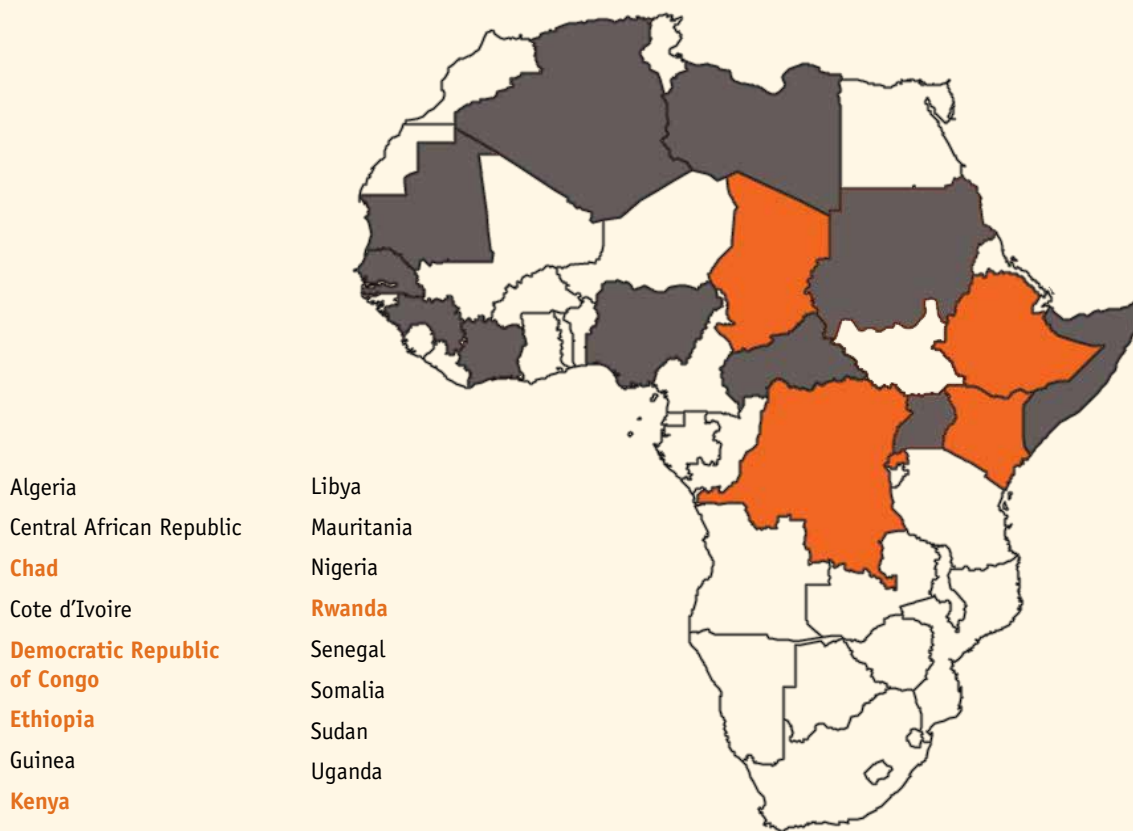 Algeria
Central African Republic
Chad
Cote d’Ivoire
Democratic Republic
of Congo
Ethiopia
Guinea
Kenya
Libya
Mauritania
Nigeria
Rwanda
Senegal
Somalia
Sudan
Uganda